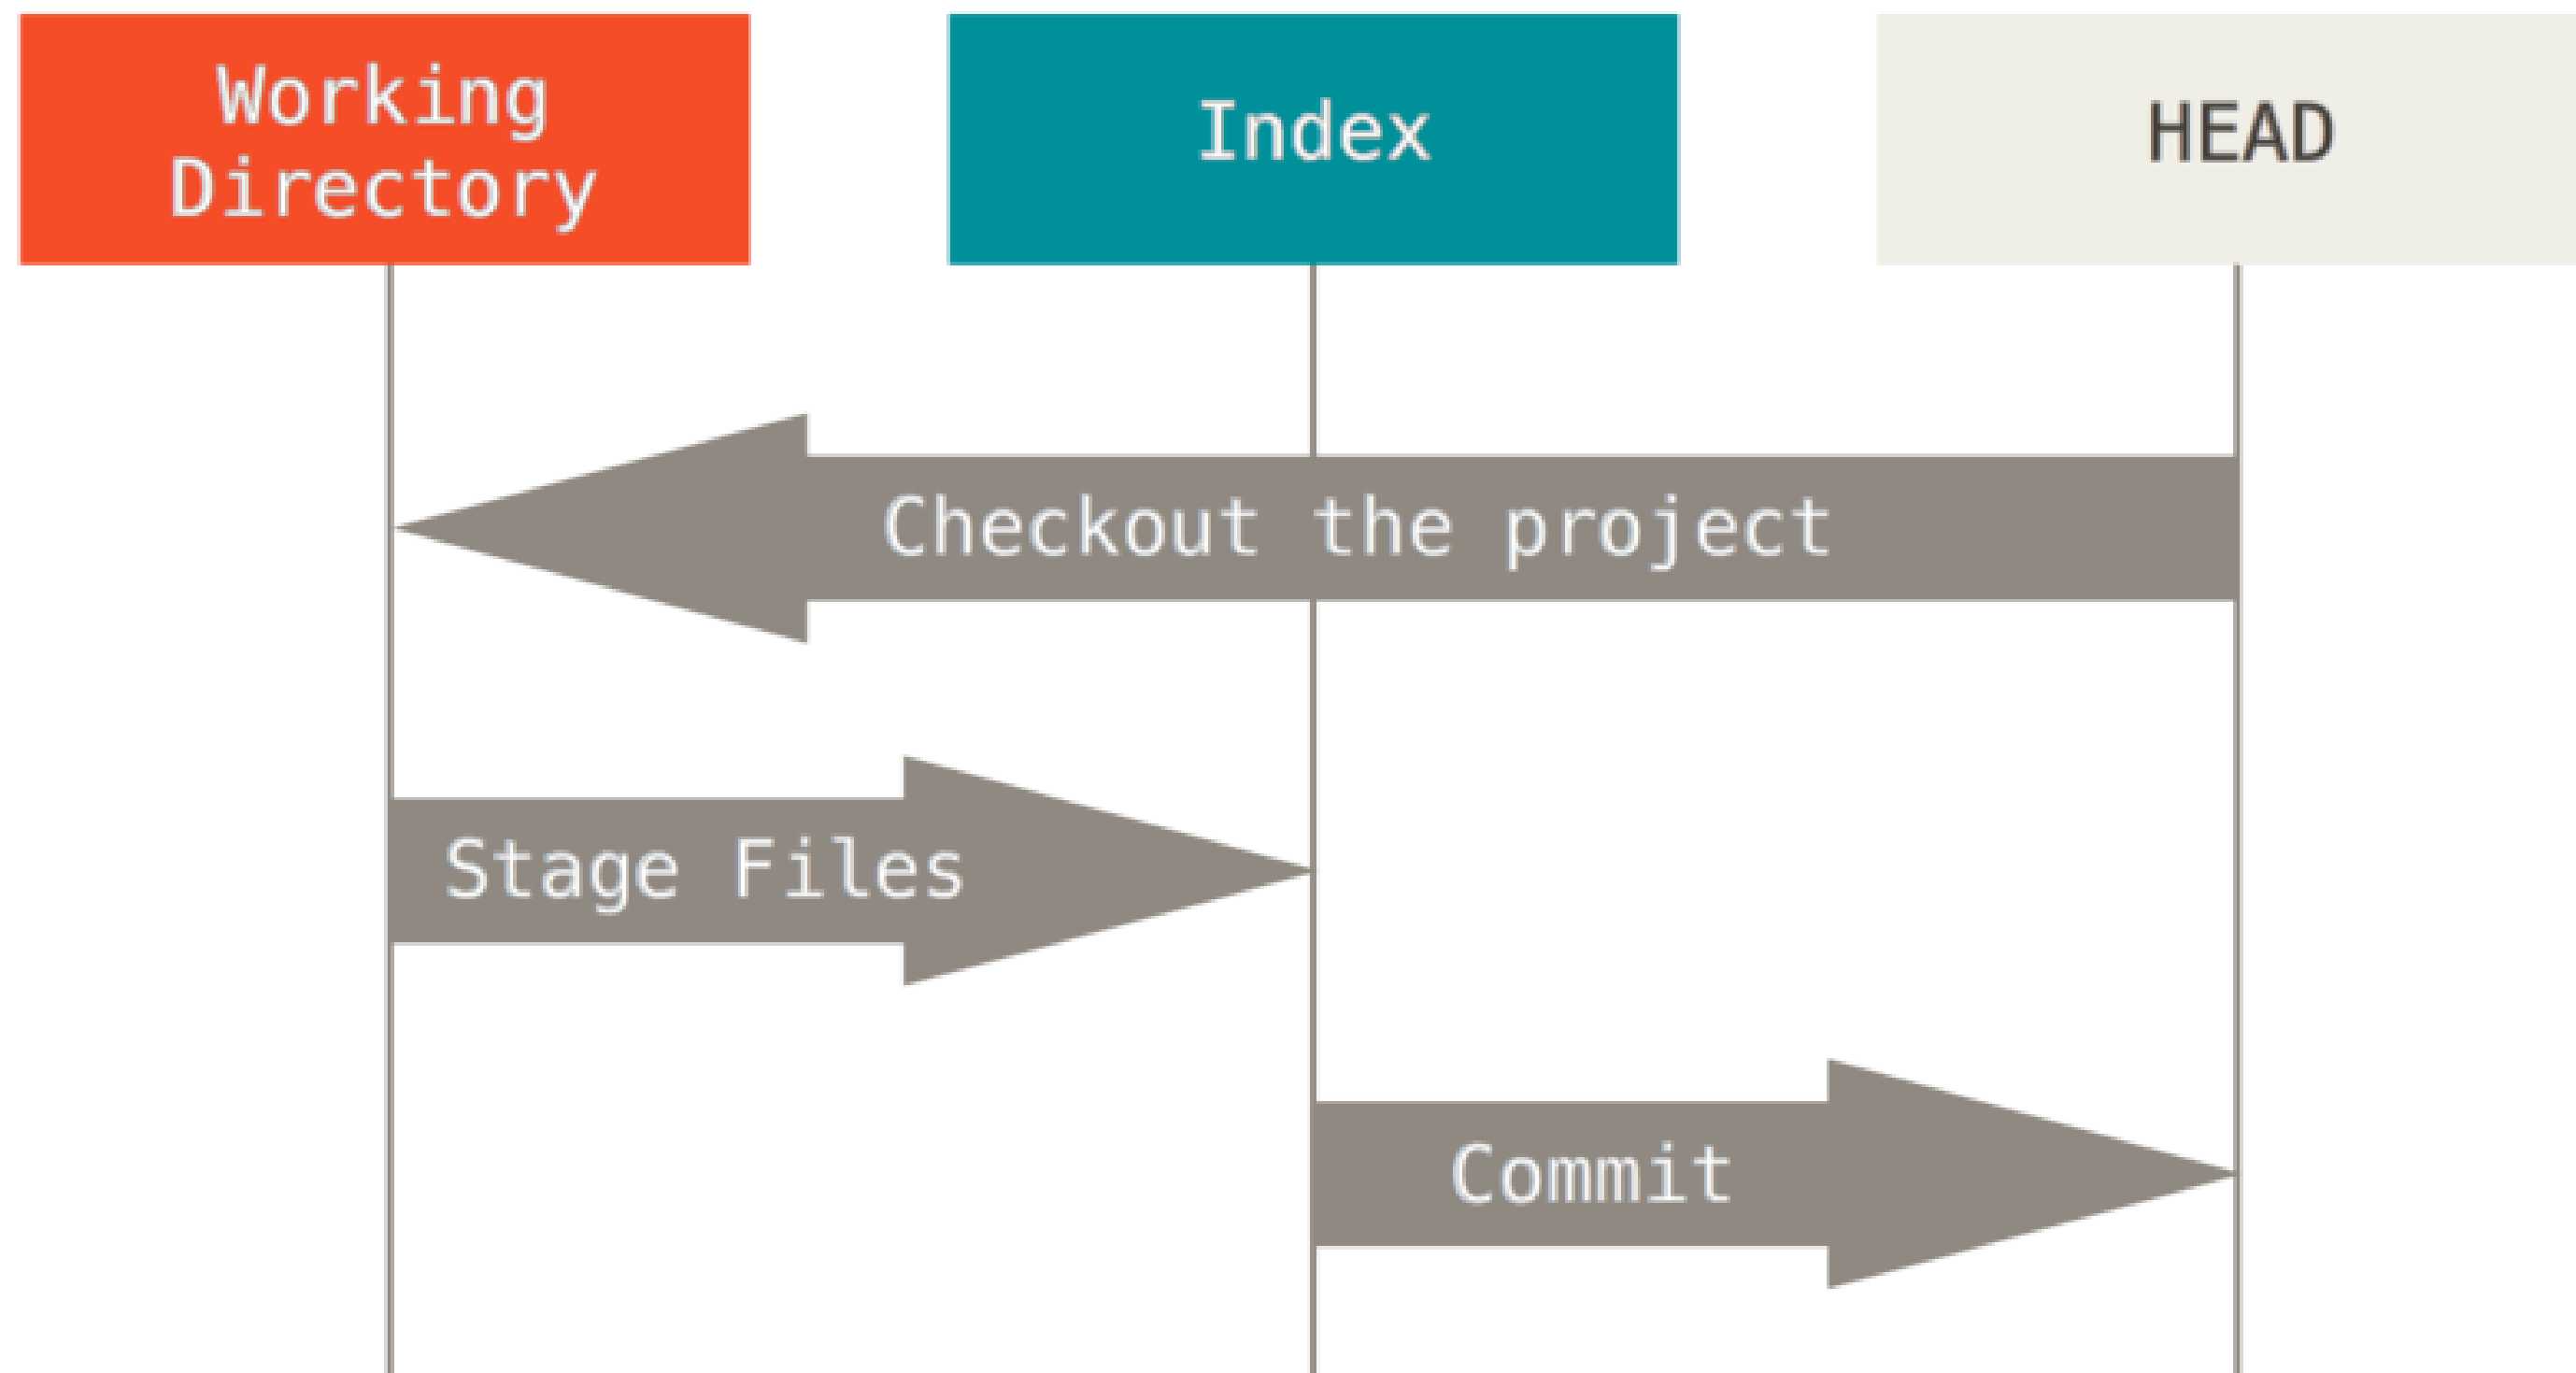 Working
Directory
Index
HEAD
Checkout the project
Stage Files
Commit